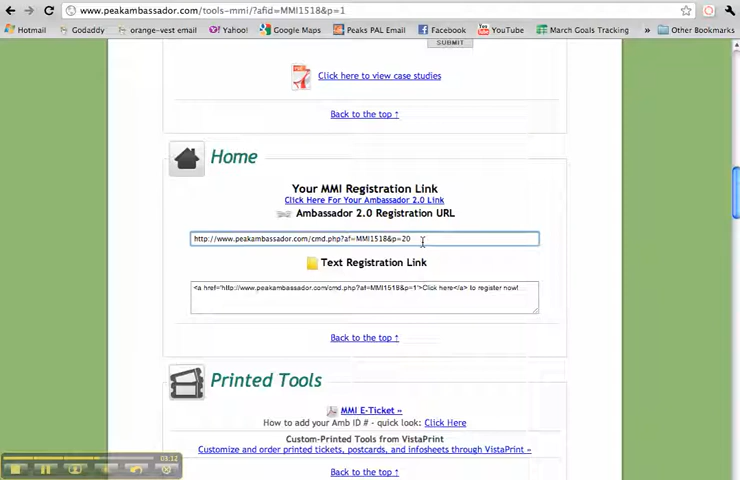 www.peakambassador.com/tools-mmi/?afid=MMI1518&p=1
Hotmail Godaddy orange-vest email Yahoo! Google Maps Peaks PAL Email Facebook YouTube March Goals Tracking » Other Bookmarks
SUBMIT
Click here to view case studies
Back to the top ↑
Home
Your MMI Registration Link
Click Here For Your Ambassador 2.0 Link
Ambassador 2.0 Registration URL
http://www.peakambassador.com/cmd.php?af=MMI1518&p=20
Text Registration Link
<a href='http://www.peakambassador.com/cmd.php?af=MMI1518&p=1'>Click here</a> to register now!
Back to the top ↑
Printed Tools
MMI E-Ticket »
How to add your Amb ID # - quick look: Click Here
Custom-Printed Tools from VistaPrint
Customize and order printed tickets, postcards, and infosheets through VistaPrint »
Back to the top ↑
03:12